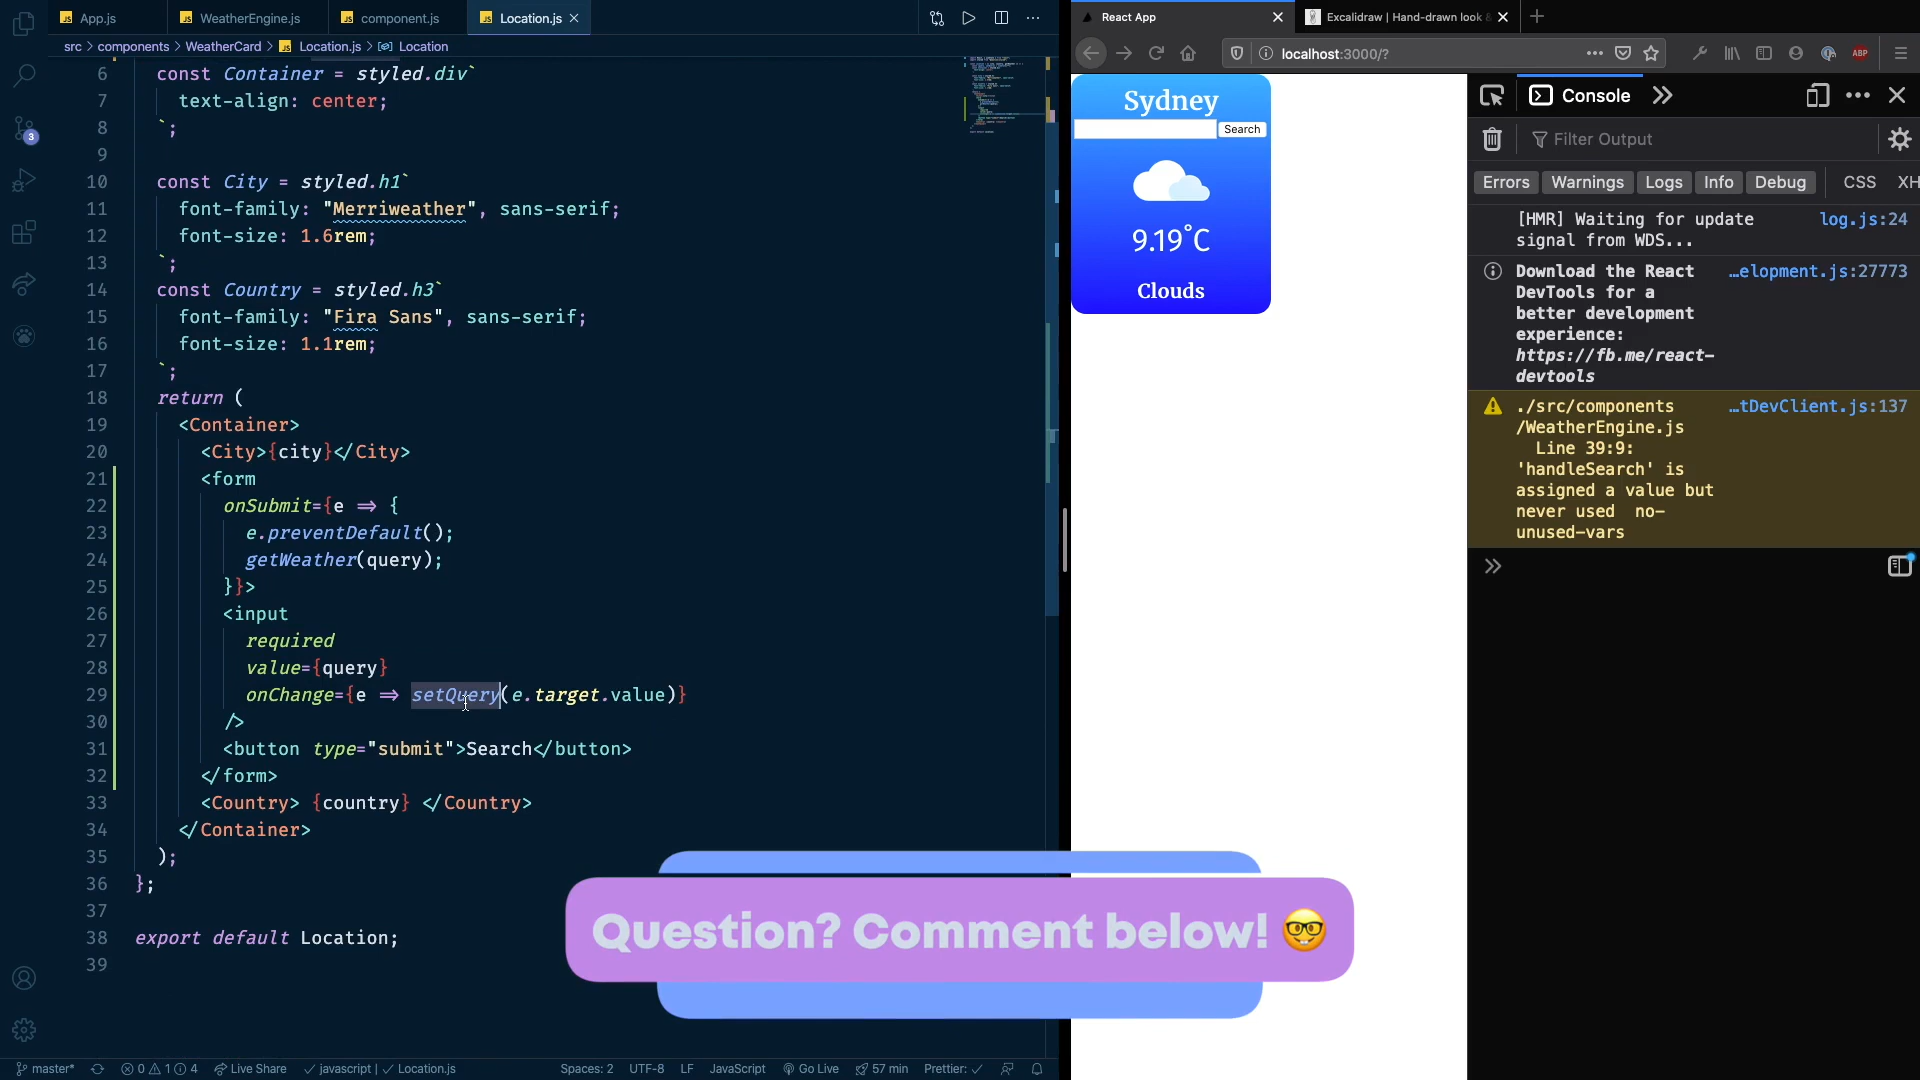 App.js
WeatherEngine.js
component.js
Location.js
src > components > WeatherCard > Location.js > Location
6 const Container = styled.div`
7 text-align: center;
8 `;
9
10 const City = styled.h1`
11 font-family: "Merriweather", sans-serif;
12 font-size: 1.6rem;
13 `;
14 const Country = styled.h3`
15 font-family: "Fira Sans", sans-serif;
16 font-size: 1.1rem;
17 `;
18 return (
19 <Container>
20 <City>{city}</City>
21 <form
22 onSubmit={e => {
23 e.preventDefault();
24 getWeather(query);
25 }}>
26 <input
27 required
28 value={query}
29 onChange={e => setQuery(e.target.value)}
30 />
31 <button type="submit">Search</button>
32 </form>
33 <Country> {country} </Country>
34 </Container>
35 );
36 };
37
38 export default Location;
39
3
master*
0 1 4
Live Share
javascript | Location.js
Spaces: 2
UTF-8
LF
JavaScript
Go Live
57 min
Prettier:
React App
Excalidraw | Hand-drawn look &
localhost:3000/?
ABP
Sydney
Search
9.19°C
Clouds
Console
Filter Output
Errors Warnings Logs Info Debug CSS XH
[HMR] Waiting for update log.js:24
signal from WDS...
Download the React …elopment.js:27773
DevTools for a
better development
experience:
https://fb.me/react-
devtools
./src/components …tDevClient.js:137
/WeatherEngine.js
Line 39:9:
'handleSearch' is
assigned a value but
never used no-
unused-vars
Question? Comment below! 🤓